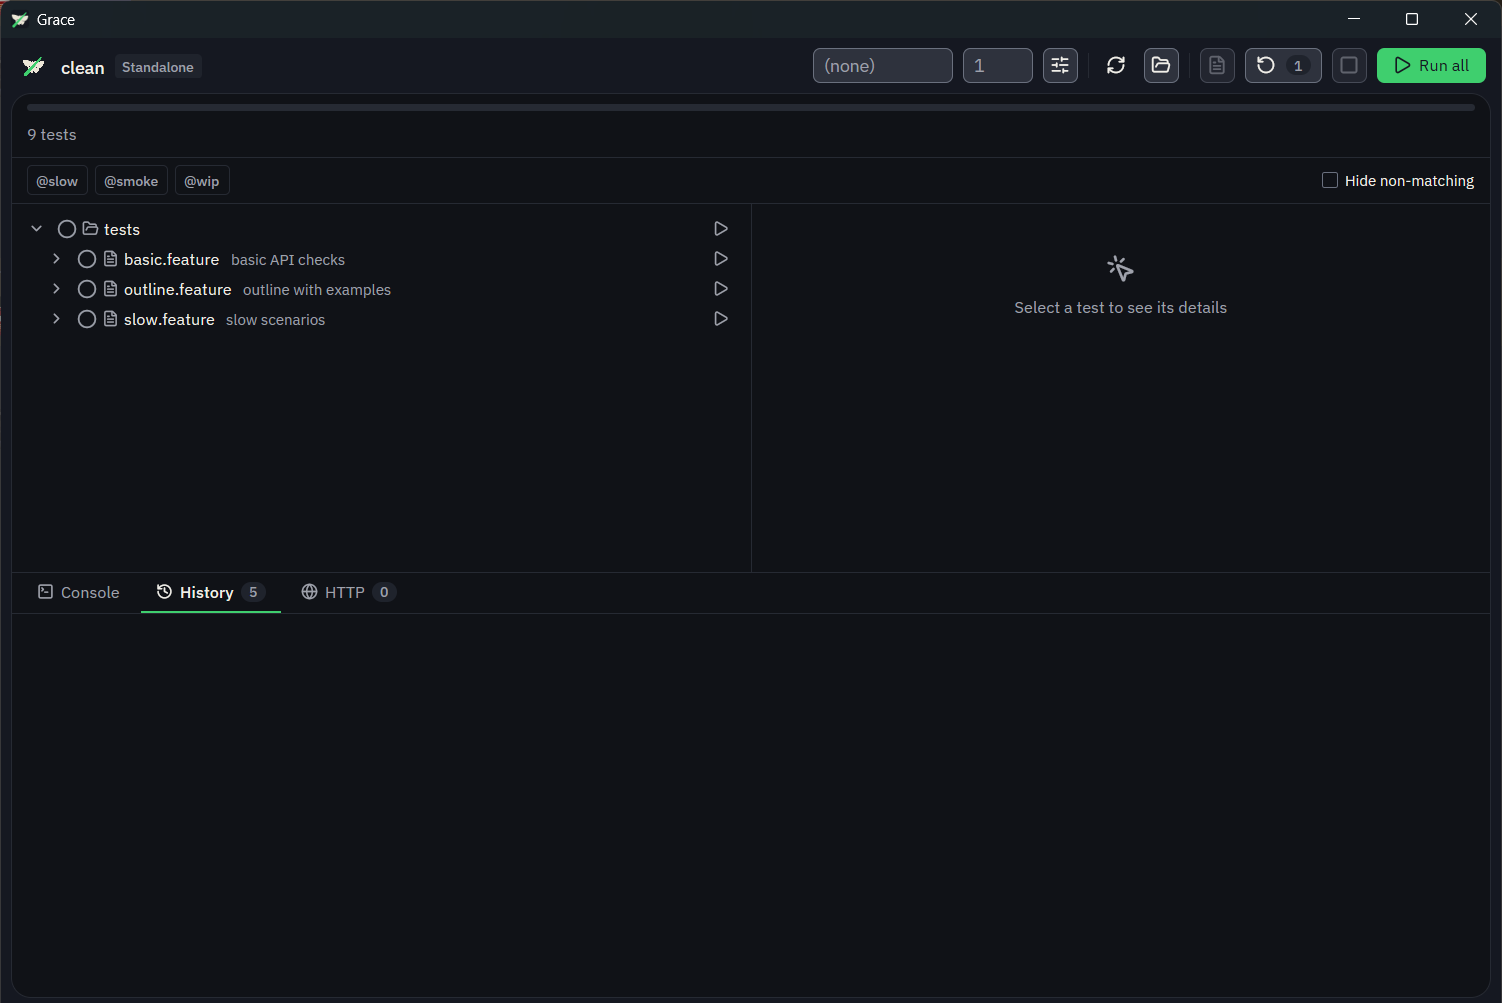 Grace
clean Standalone (none) 1 1 Run all
9 tests
@slow @smoke @wip Hide non-matching
tests
basic.feature basic API checks
outline.feature outline with examples
slow.feature slow scenarios
Select a test to see its details
Console History 5 HTTP 0